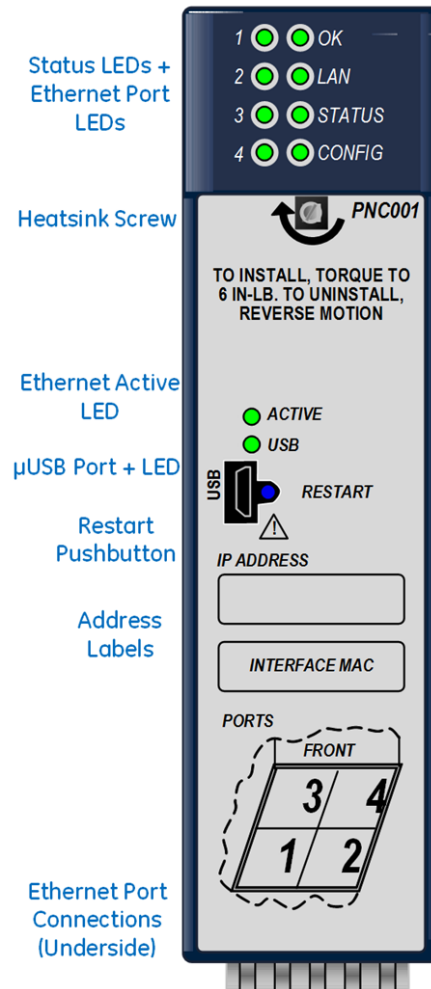 Status LEDs +
Ethernet Port
LEDs
1 OK
2 LAN
3 STATUS
4 CONFIG
Heatsink Screw
PNC001
TO INSTALL, TORQUE TO
6 IN-LB. TO UNINSTALL,
REVERSE MOTION
Ethernet Active
LED
ACTIVE
USB
µUSB Port + LED
USB
RESTART
Restart
Pushbutton
IP ADDRESS
Address
Labels
INTERFACE MAC
PORTS
FRONT
3 4
1 2
Ethernet Port
Connections
(Underside)